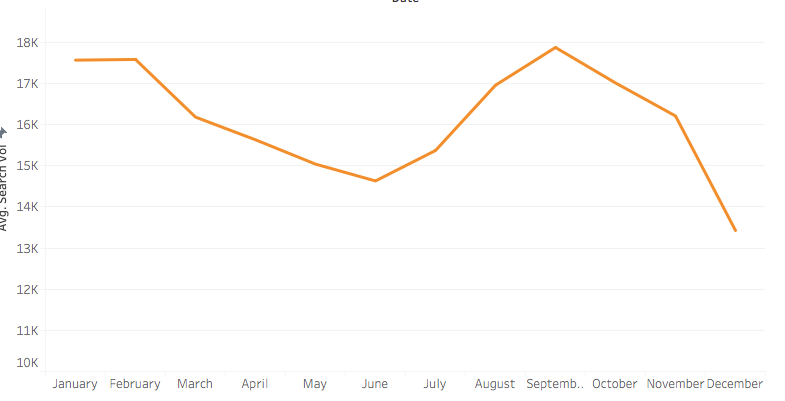 Date
18K
17K
16K
15K
14K
13K
12K
11K
10K
Avg. Search Vol
January February March April May June July August Septemb.. October November December